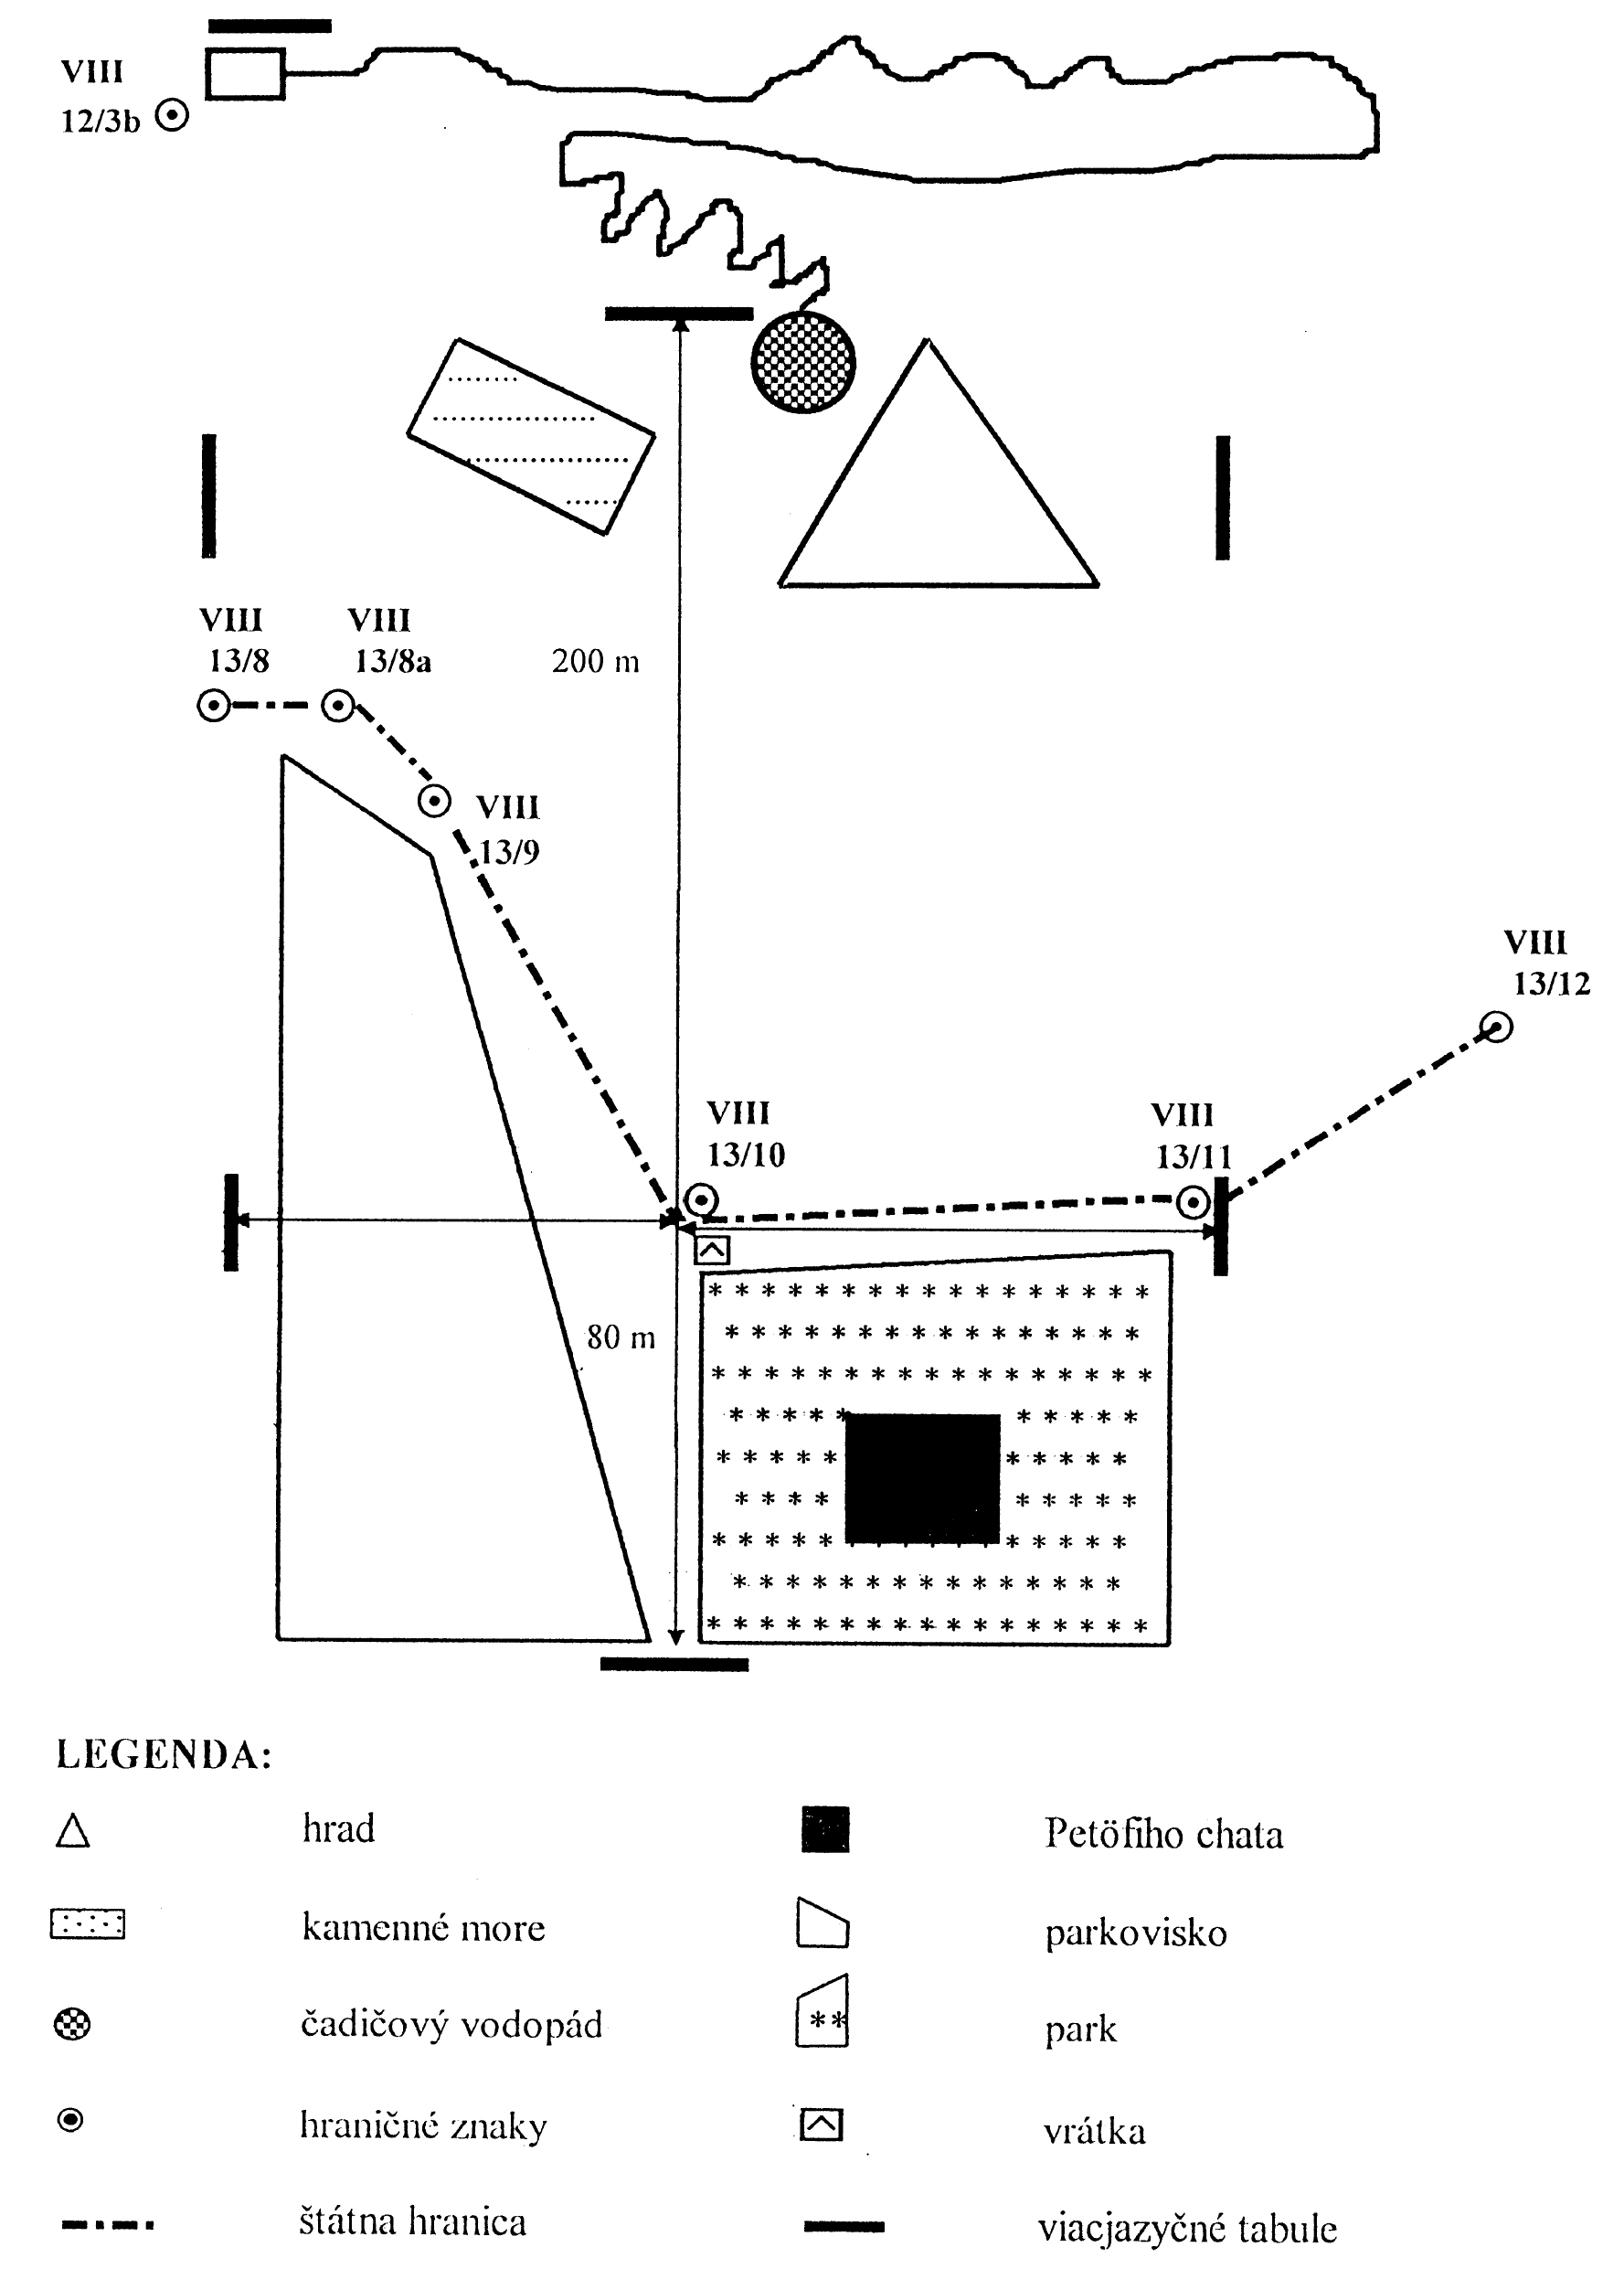 VIII
12/3b
VIII
13/8
VIII
13/8a
200 m
VIII
13/9
VIII
13/12
VIII
13/10
VIII
13/11
80 m
LEGENDA:
hrad
Petöfiho chata
kamenné more
parkovisko
čadičový vodopád
park
hraničné znaky
vrátka
štátna hranica
viacjazyčné tabule